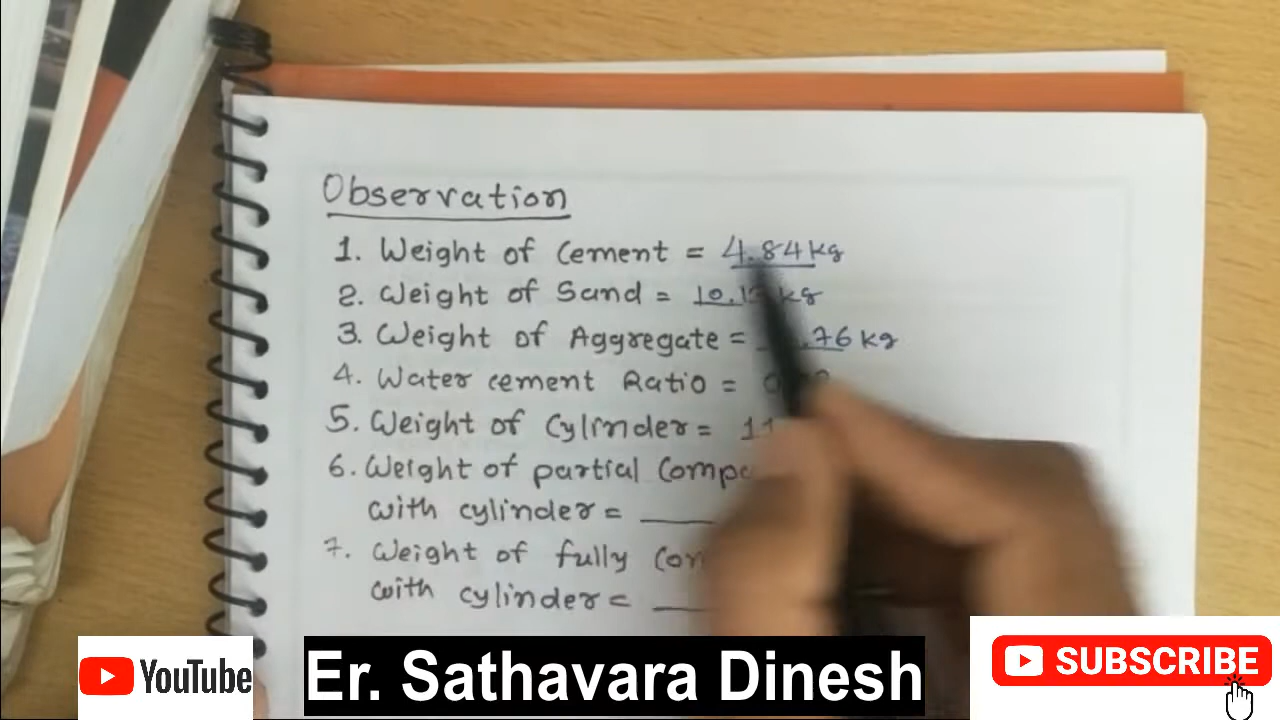 Observation
1. Weight of Cement = 4.84 kg
2. Weight of Sand = kg
3. Weight of Aggregate = kg
4. Water cement Ratio =
5. Weight of Cylinder =
6. Weight of partial
with cylinder =
7. Weight of fully
with cylinder =
YouTube
Er. Sathavara Dinesh
SUBSCRIBE